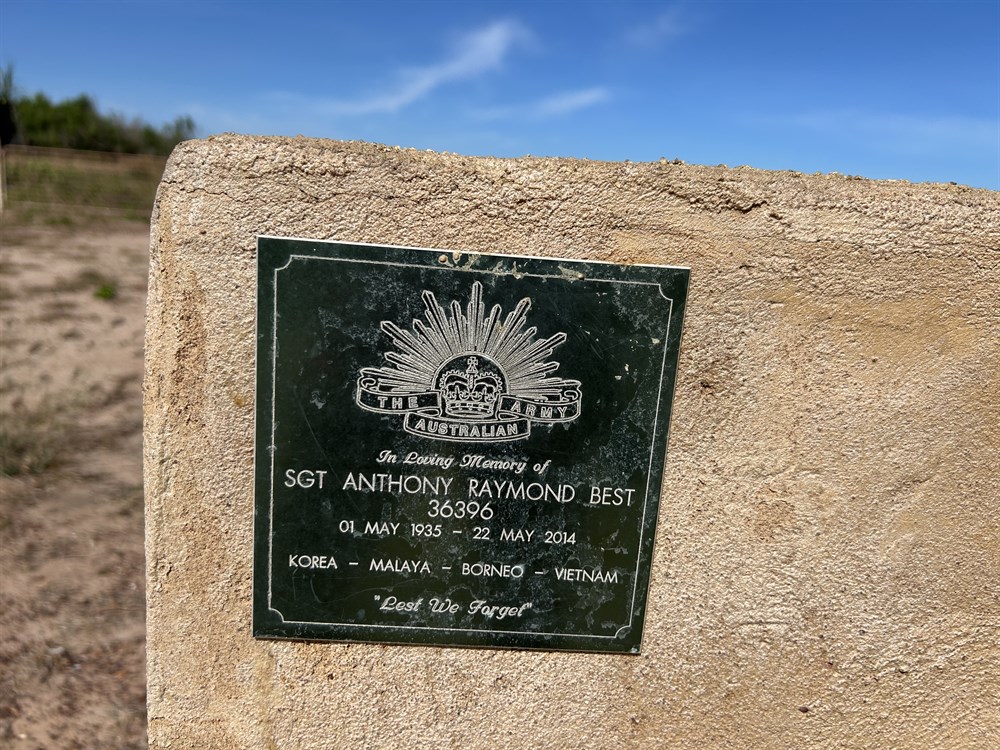 THE ARMY
AUSTRALIAN
In Loving Memory of
SGT ANTHONY RAYMOND BEST
36396
01 MAY 1935 – 22 MAY 2014
KOREA – MALAYA – BORNEO – VIETNAM
"Lest We Forget"